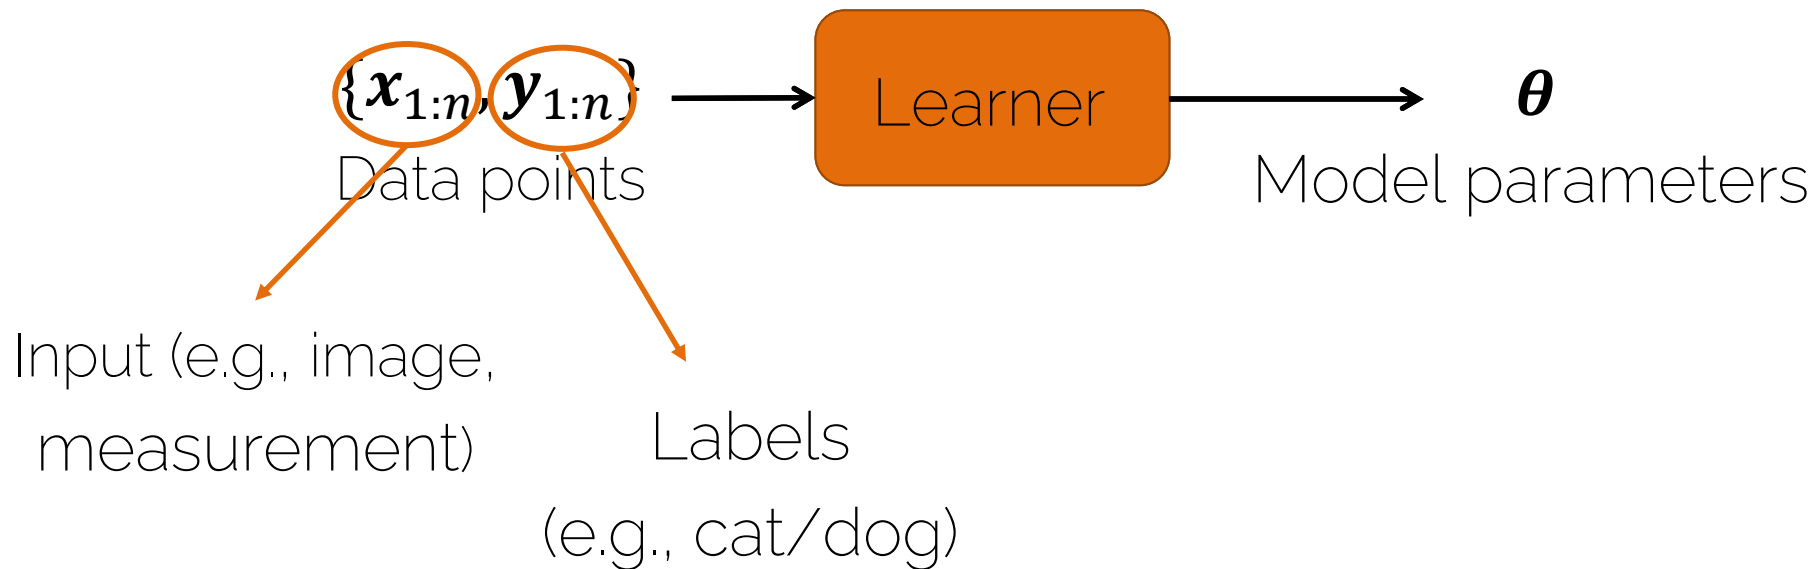 {x₁:ₙ, y₁:ₙ}
Learner
θ
Data points
Model parameters
Input (e.g., image,
measurement)
Labels
(e.g., cat/dog)